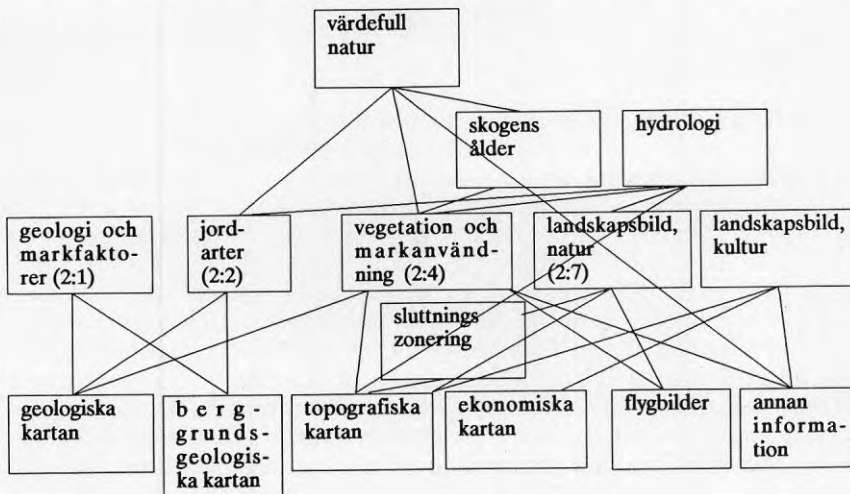 värdefull
natur
skogens
ålder
hydrologi
geologi och
markfakto-
rer (2:1)
jord-
arter
(2:2)
vegetation och
markanvänd-
ning (2:4)
landskapsbild,
natur
(2:7)
landskapsbild,
kultur
sluttnings
zonering
geologiska
kartan
berg-
grunds-
geologis-
ka kartan
topografiska
kartan
ekonomiska
kartan
flygbilder
annan
informa-
tion